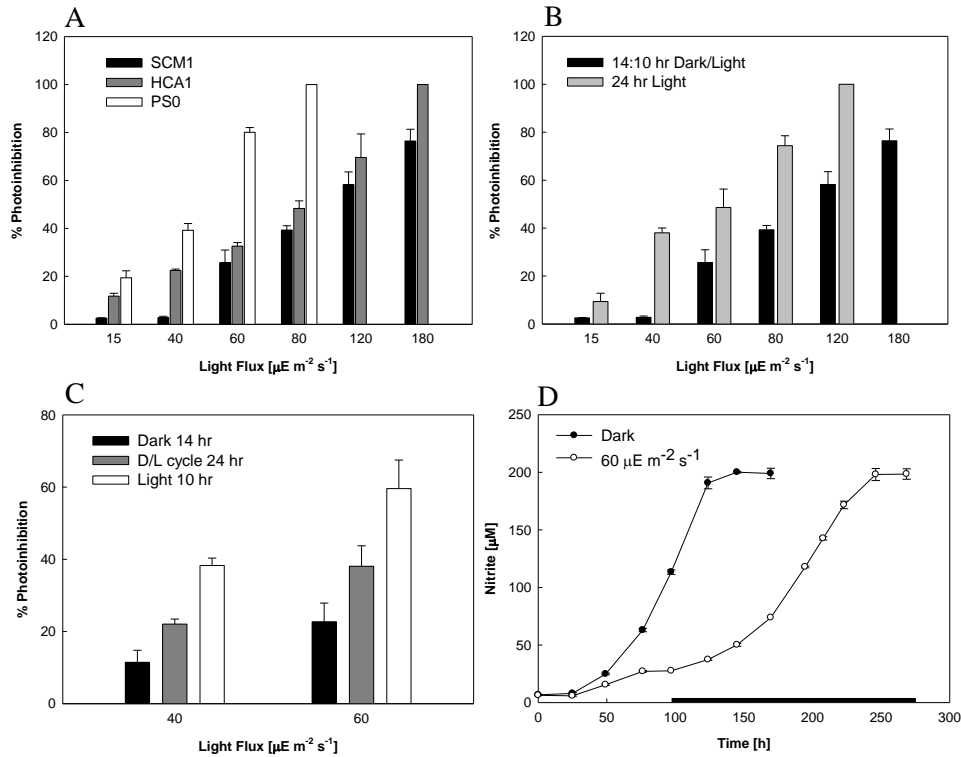 A
120
100
80
60
40
20
0
% Photoinhibition
SCM1
HCA1
PS0
15 40 60 80 120 180
Light Flux [μE m-2 s-1]
B
120
100
80
60
40
20
0
% Photoinhibition
14:10 hr Dark/Light
24 hr Light
15 40 60 80 120 180
Light Flux [μE m-2 s-1]
C
80
60
40
20
0
% Photoinhibition
Dark 14 hr
D/L cycle 24 hr
Light 10 hr
40 60
Light Flux [μE m-2 s-1]
D
250
200
150
100
50
0
Nitrite [μM]
Dark
60 μE m-2 s-1
0 50 100 150 200 250 300
Time [h]